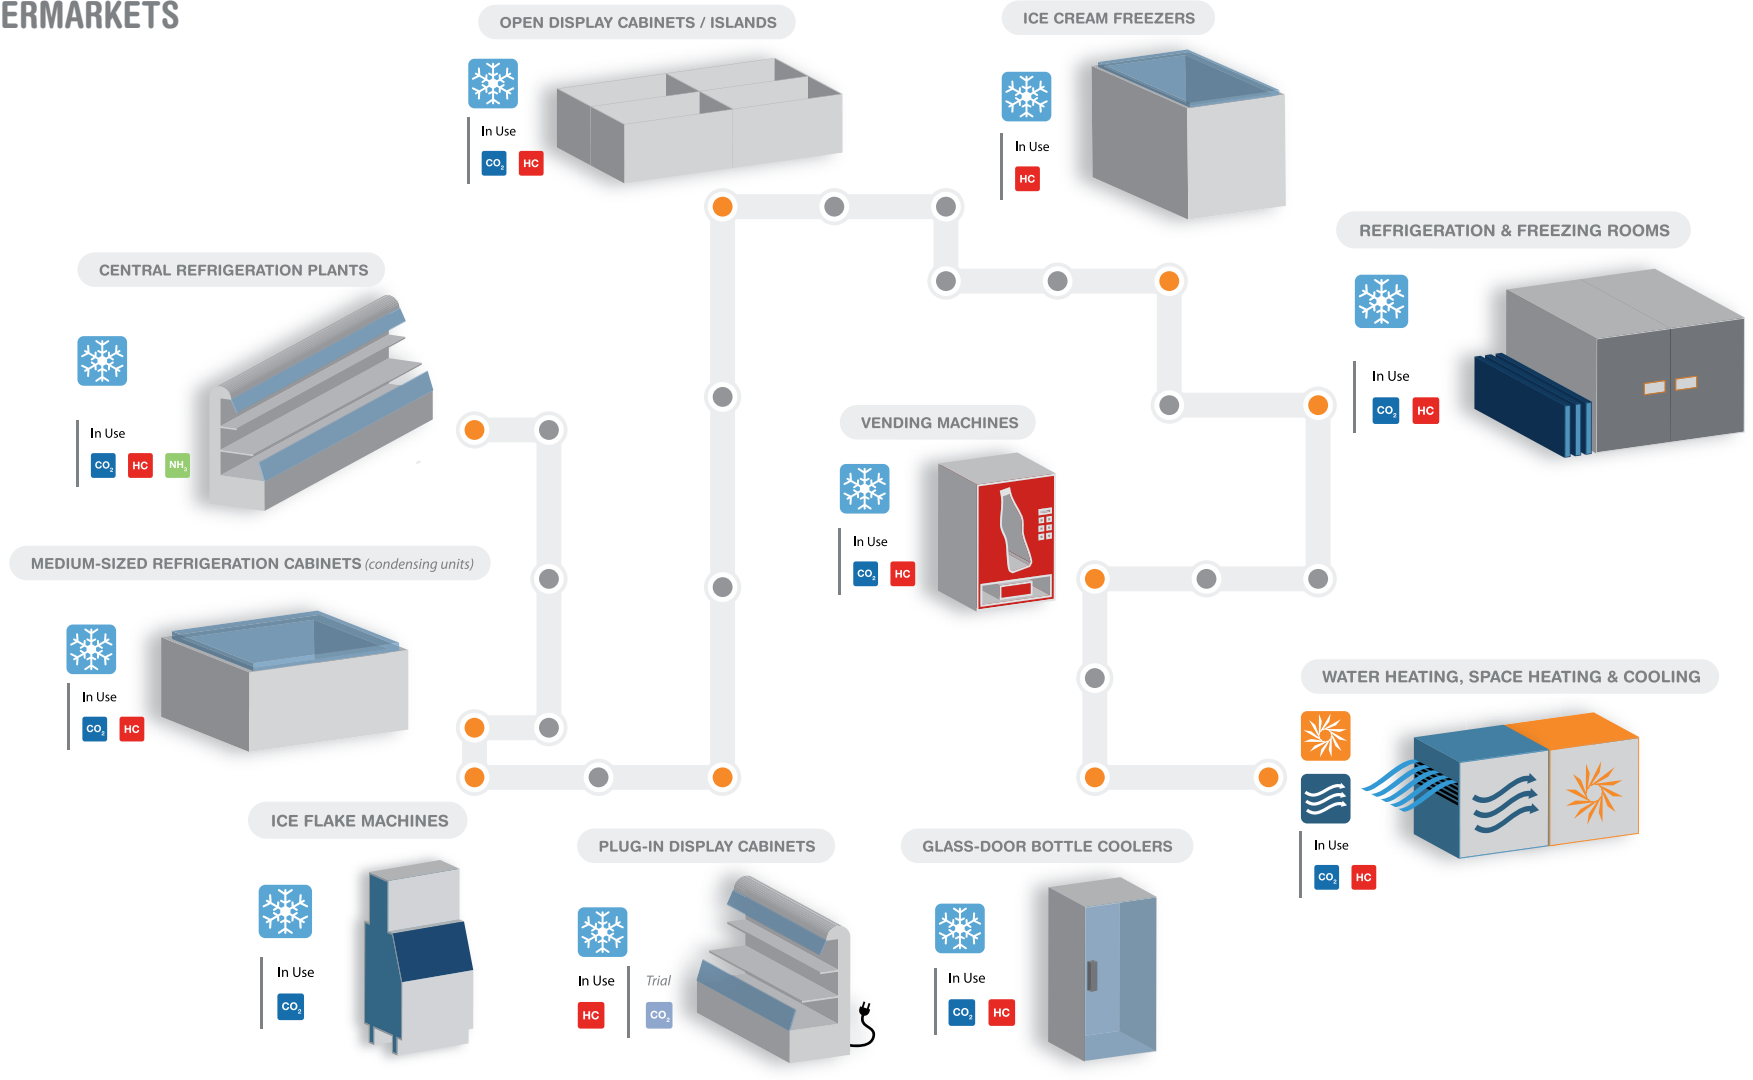 ERMARKETS
OPEN DISPLAY CABINETS / ISLANDS
In Use
CO₂ HC
ICE CREAM FREEZERS
In Use
HC
REFRIGERATION & FREEZING ROOMS
In Use
CO₂ HC
CENTRAL REFRIGERATION PLANTS
In Use
CO₂ HC NH₃
VENDING MACHINES
In Use
CO₂ HC
MEDIUM-SIZED REFRIGERATION CABINETS (condensing units)
In Use
CO₂ HC
WATER HEATING, SPACE HEATING & COOLING
In Use
CO₂ HC
ICE FLAKE MACHINES
In Use
CO₂
PLUG-IN DISPLAY CABINETS
In Use Trial
HC CO₂
GLASS-DOOR BOTTLE COOLERS
In Use
CO₂ HC